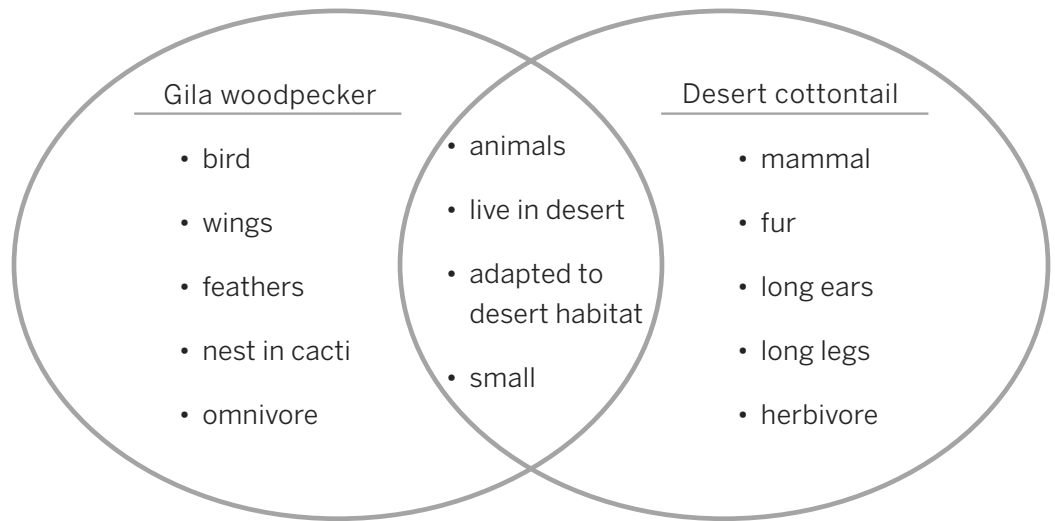 Gila woodpecker
• bird
• wings
• feathers
• nest in cacti
• omnivore
• animals
• live in desert
• adapted to
desert habitat
• small
Desert cottontail
• mammal
• fur
• long ears
• long legs
• herbivore